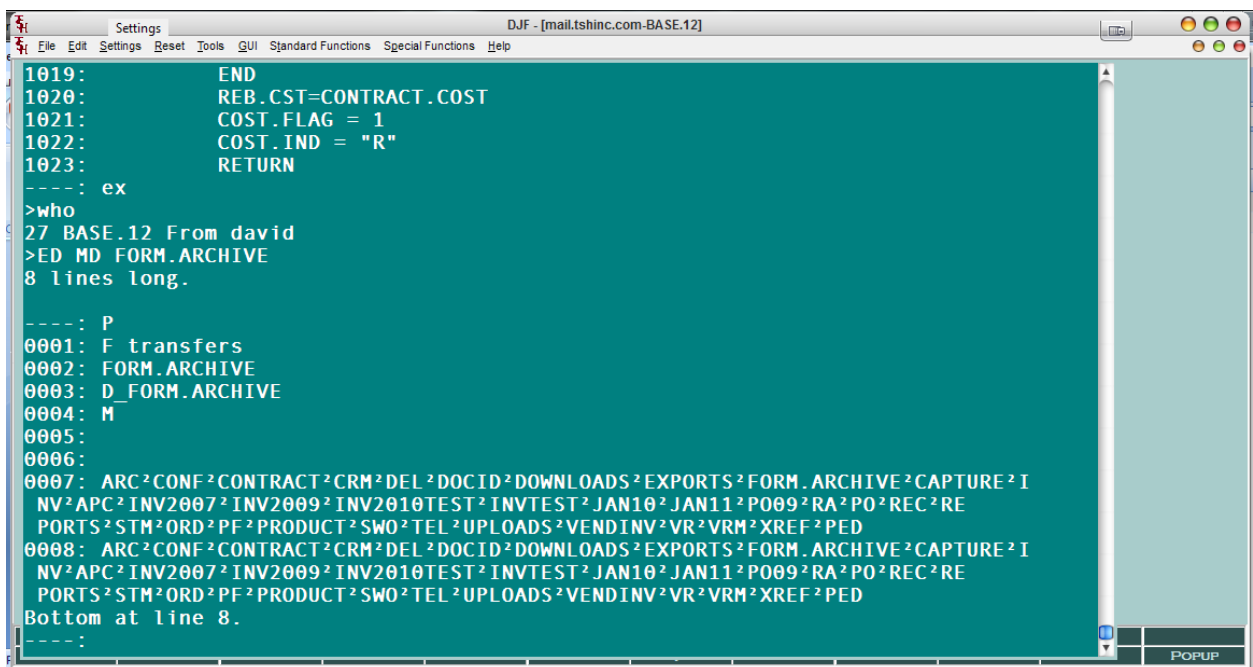 Settings
DJF - [mail.tshinc.com-BASE.12]
File Edit Settings Reset Tools GUI Standard Functions Special Functions Help
1019:            END
1020:            REB.CST=CONTRACT.COST
1021:            COST.FLAG = 1
1022:            COST.IND = "R"
1023:            RETURN
----: ex
>who
27 BASE.12 From david
>ED MD FORM.ARCHIVE
8 lines long.
----: P
0001: F transfers
0002: FORM.ARCHIVE
0003: D_FORM.ARCHIVE
0004: M
0005:
0006:
0007: ARC²CONF²CONTRACT²CRM²DEL²DOCID²DOWNLOADS²EXPORTS²FORM.ARCHIVE²CAPTURE²I
NV²APC²INV2007²INV2009²INV2010TEST²INVTEST²JAN10²JAN11²PO09²RA²PO²REC²RE
PORTS²STM²ORD²PF²PRODUCT²SWO²TEL²UPLOADS²VENDINV²VR²VRM²XREF²PED
0008: ARC²CONF²CONTRACT²CRM²DEL²DOCID²DOWNLOADS²EXPORTS²FORM.ARCHIVE²CAPTURE²I
NV²APC²INV2007²INV2009²INV2010TEST²INVTEST²JAN10²JAN11²PO09²RA²PO²REC²RE
PORTS²STM²ORD²PF²PRODUCT²SWO²TEL²UPLOADS²VENDINV²VR²VRM²XREF²PED
Bottom at line 8.
----:
POPUP